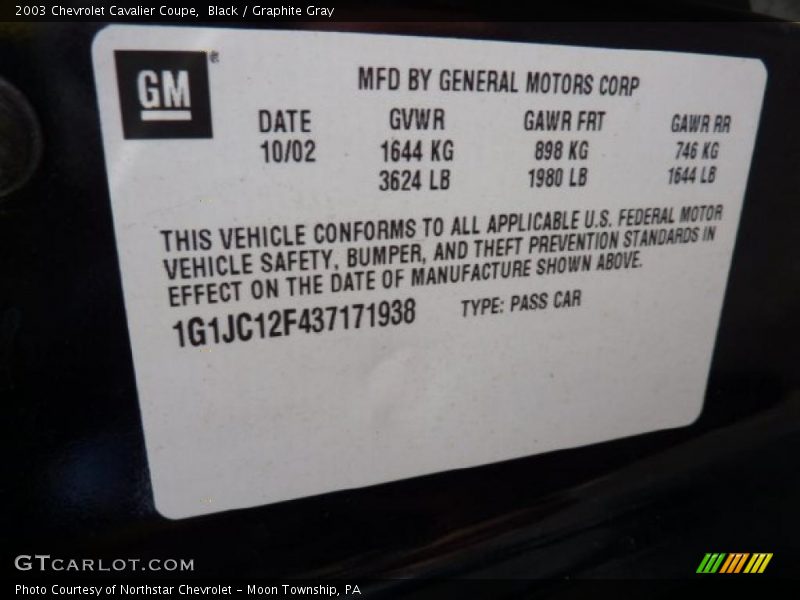 2003 Chevrolet Cavalier Coupe,  Black / Graphite Gray
GM®
MFD BY GENERAL MOTORS CORP
DATE GVWR GAWR FRT GAWR RR
10/02 1644 KG 898 KG 746 KG
3624 LB 1980 LB 1644 LB
THIS VEHICLE CONFORMS TO ALL APPLICABLE U.S. FEDERAL MOTOR
VEHICLE SAFETY, BUMPER, AND THEFT PREVENTION STANDARDS IN
EFFECT ON THE DATE OF MANUFACTURE SHOWN ABOVE.
1G1JC12F437171938 TYPE: PASS CAR
GTCARLOT.COM
Photo Courtesy of Northstar Chevrolet - Moon Township, PA